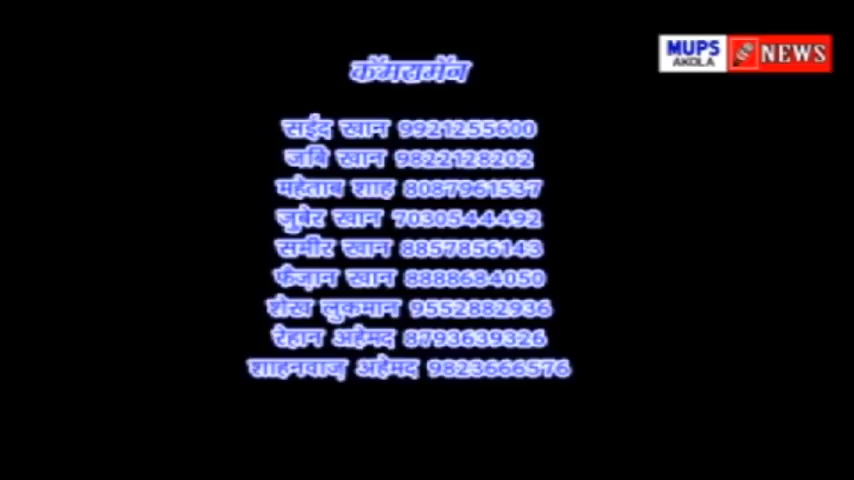 MUPS
AKOLA
NEWS
कॅमरामॅन
सईद खान 9921255600
जबि खान 9822128202
महेताब शाह 8087961537
जुबेर खान 7030544492
समीर खान 8857856143
फैज़ान खान 8888684050
शेख लुकमान 9552882936
रेहान अहेमद 8793639326
शाहनवाज़ अहेमद 9823666576